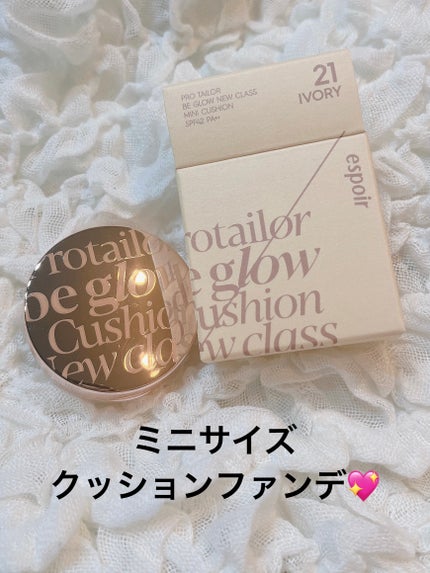 PRO TAILOR
BE GLOW NEW CLASS
MINI CUSHION
SPF42 PA++
21
IVORY
espoir
rotailor
be glow
Cushion
New class
rotailor
be glow
Cushion
New class
ミニサイズ
クッションファンデ💖